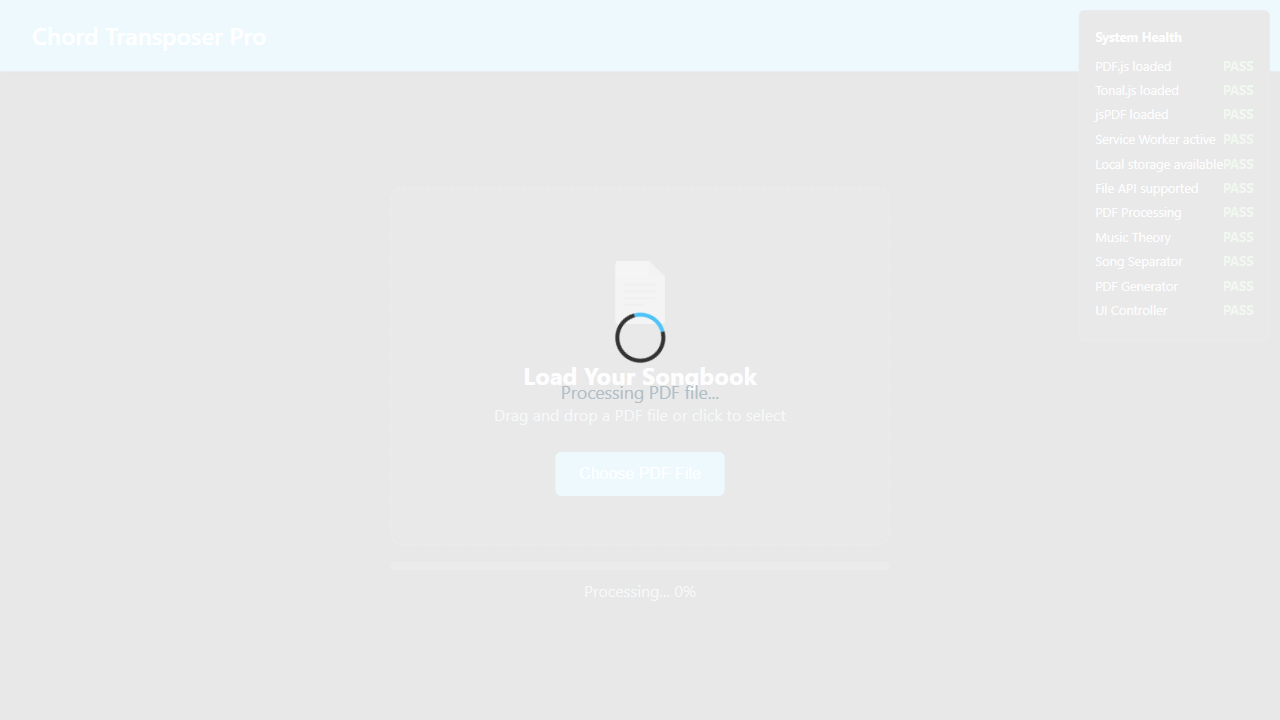 Chord Transposer Pro
System Health
PDF.js loaded PASS
Tonal.js loaded PASS
jsPDF loaded PASS
Service Worker active PASS
Local storage available PASS
File API supported PASS
PDF Processing PASS
Music Theory PASS
Song Separator PASS
PDF Generator PASS
UI Controller PASS
Load Your Songbook
Processing PDF file...
Drag and drop a PDF file or click to select
Choose PDF File
Processing... 0%